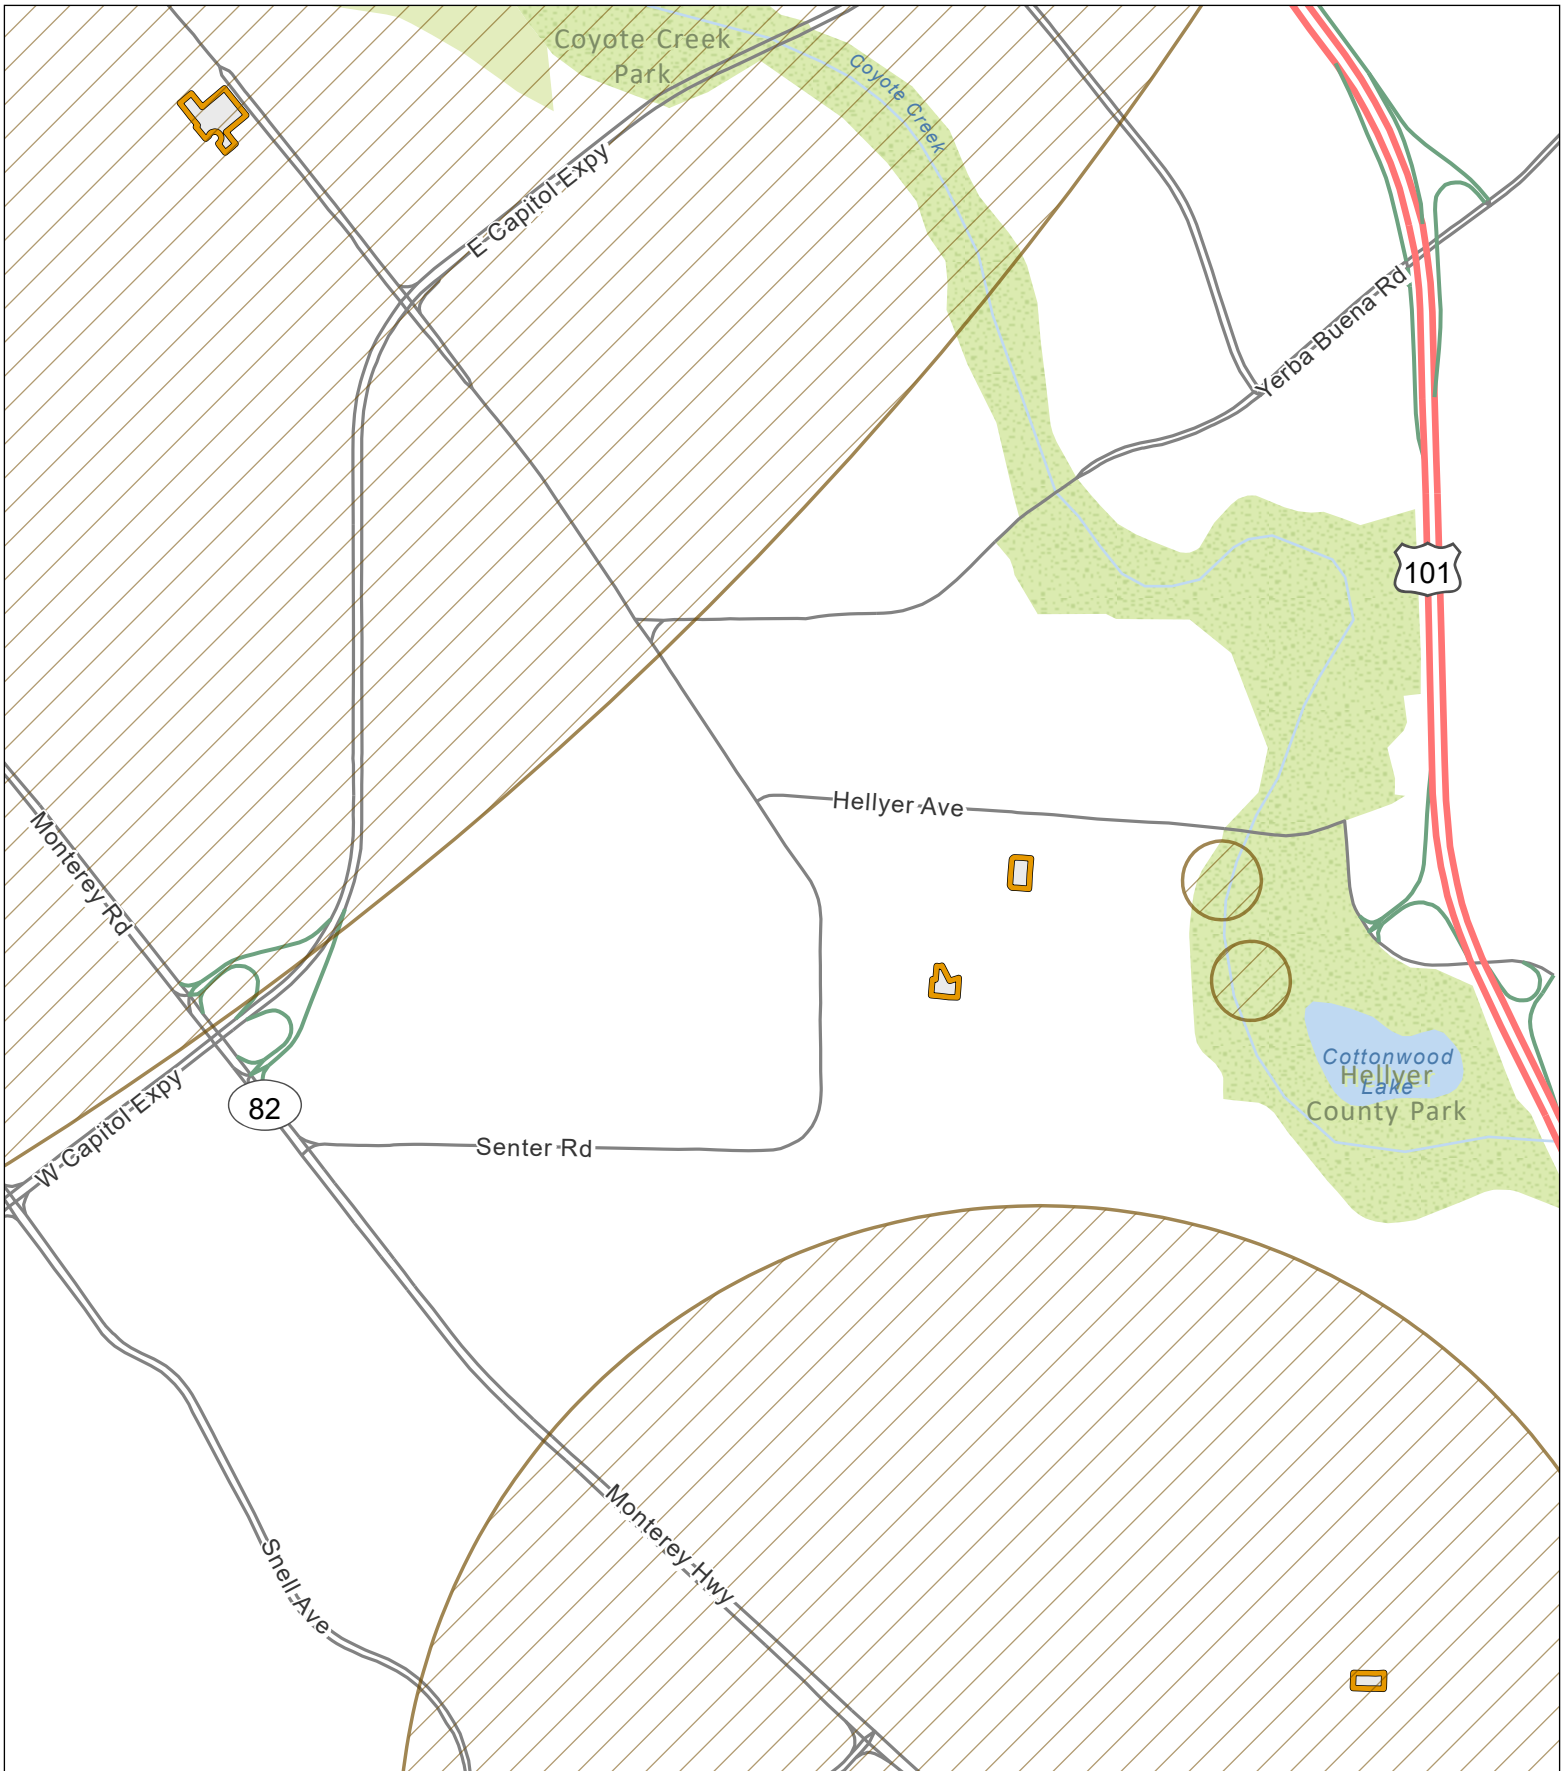 Coyote Creek
Park
Coyote Creek
E Capitol Expy
Yerba Buena Rd
101
Hellyer Ave
Monterey Rd
Cottonwood
Lake
Hellyer
County Park
82
W Capitol Expy
Senter Rd
Monterey Hwy
Snell Ave